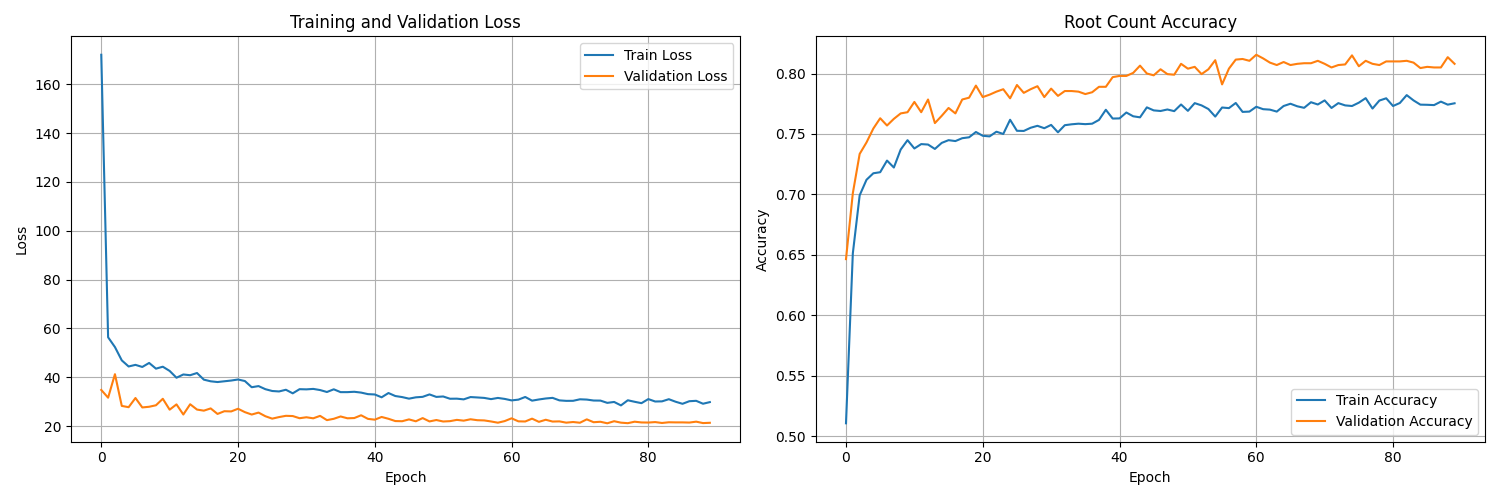 Training and Validation Loss
Train Loss
Validation Loss
160
140
120
100
80
60
40
20
Loss
0 20 40 60 80
Epoch
Root Count Accuracy
0.80
0.75
0.70
0.65
0.60
0.55
0.50
Accuracy
Train Accuracy
Validation Accuracy
0 20 40 60 80
Epoch